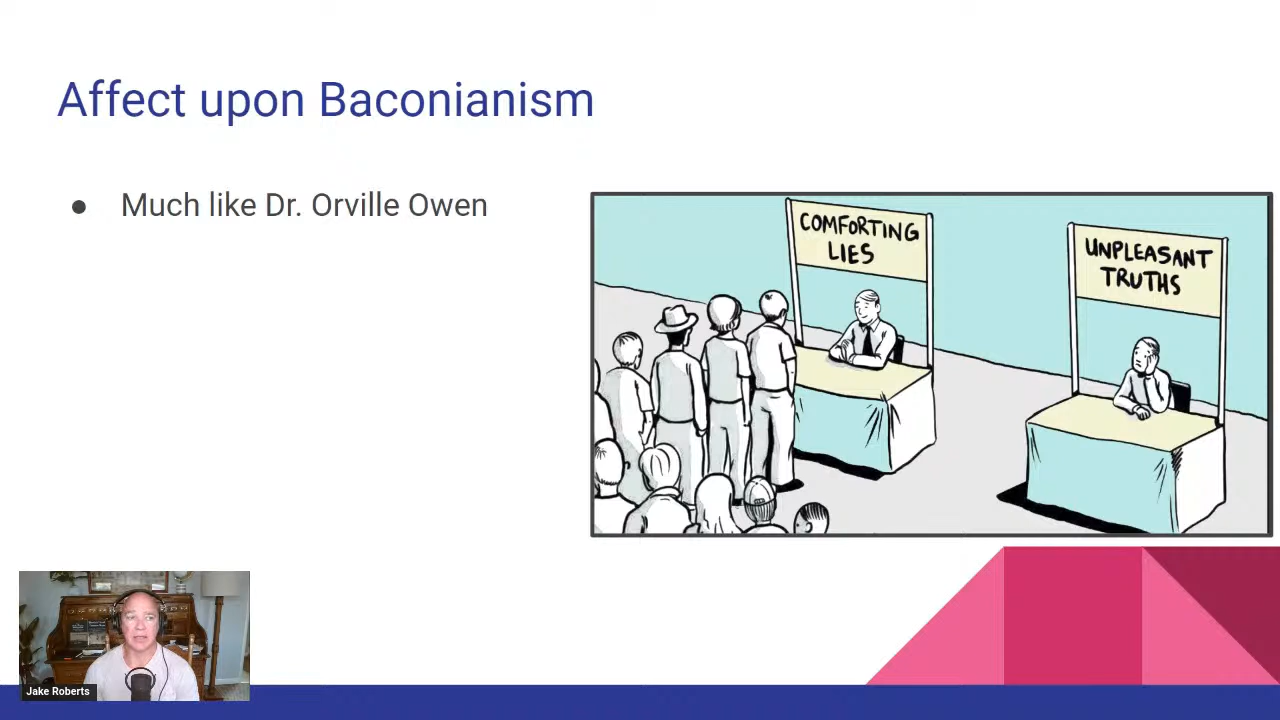 Affect upon Baconianism
● Much like Dr. Orville Owen
COMFORTING
LIES
UNPLEASANT
TRUTHS
Jake Roberts